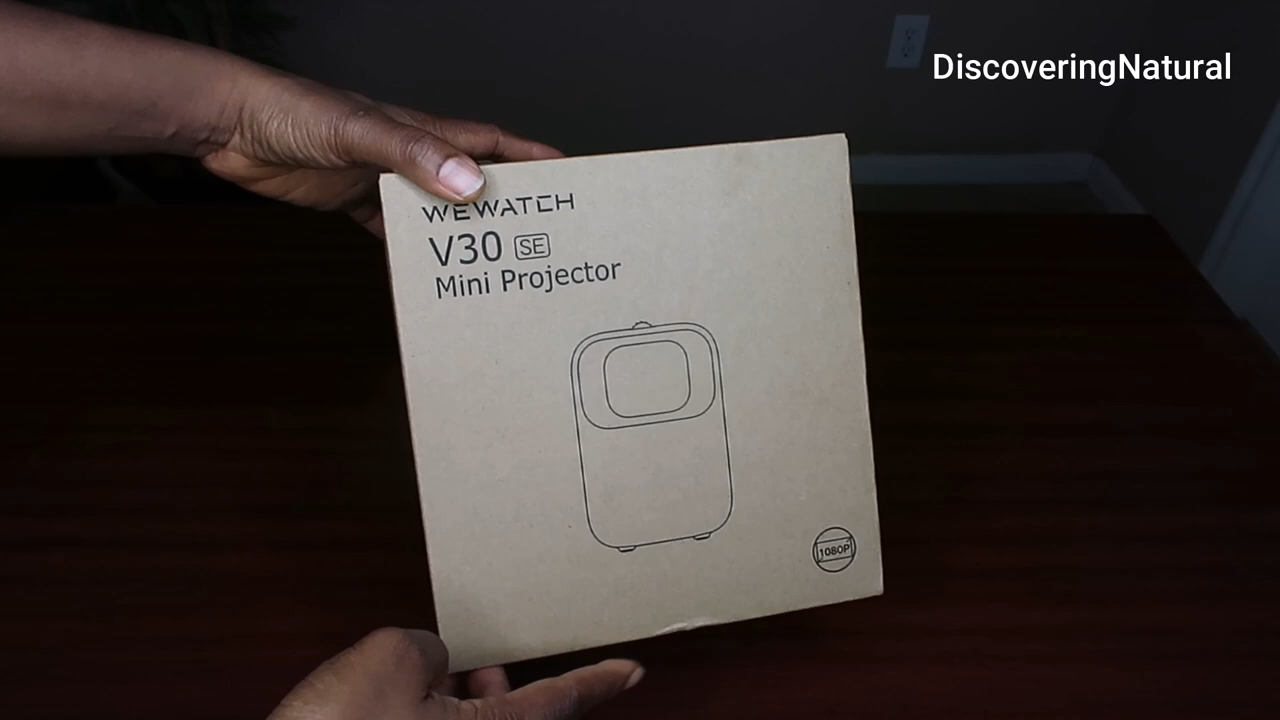 DiscoveringNatural
WEWATCH
V30 SE
Mini Projector
1080P